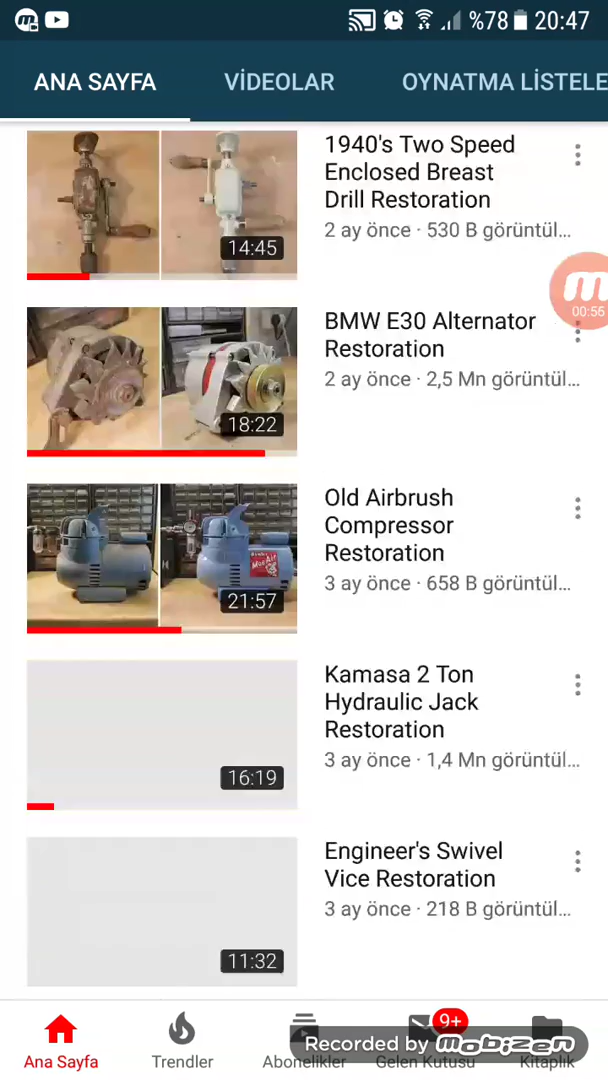 %78 20:47
ANA SAYFA VİDEOLAR OYNATMA LİSTELE
1940's Two Speed
Enclosed Breast
Drill Restoration
2 ay önce · 530 B görüntül...
14:45
00:56
BMW E30 Alternator
Restoration
2 ay önce · 2,5 Mn görüntül...
18:22
Old Airbrush
Compressor
Restoration
3 ay önce · 658 B görüntül...
21:57
Kamasa 2 Ton
Hydraulic Jack
Restoration
3 ay önce · 1,4 Mn görüntül...
16:19
Engineer's Swivel
Vice Restoration
3 ay önce · 218 B görüntül...
11:32
9+
Recorded by mobizen
Ana Sayfa Trendler Abonelikler Gelen Kutusu Kitaplık